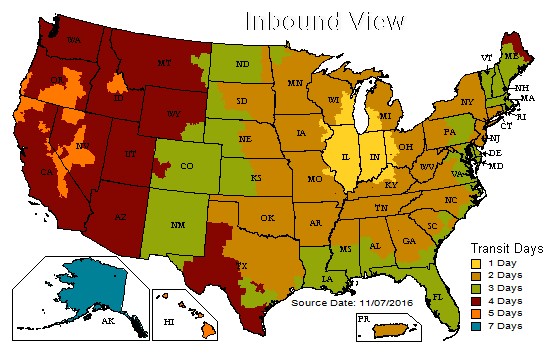 Inbound View
WA
MT
ND
MN
OR
ID
WY
SD
WI
MI
NY
VT
ME
NH
MA
RI
CT
NJ
DE
MD
PA
NV
UT
CO
NE
IA
IL
IN
OH
WV
VA
CA
AZ
NM
KS
MO
KY
OK
AR
TN
NC
SC
TX
LA
MS
AL
GA
FL
AK
HI
PR
Source Date: 11/07/2016
Transit Days
1 Day
2 Days
3 Days
4 Days
5 Days
7 Days